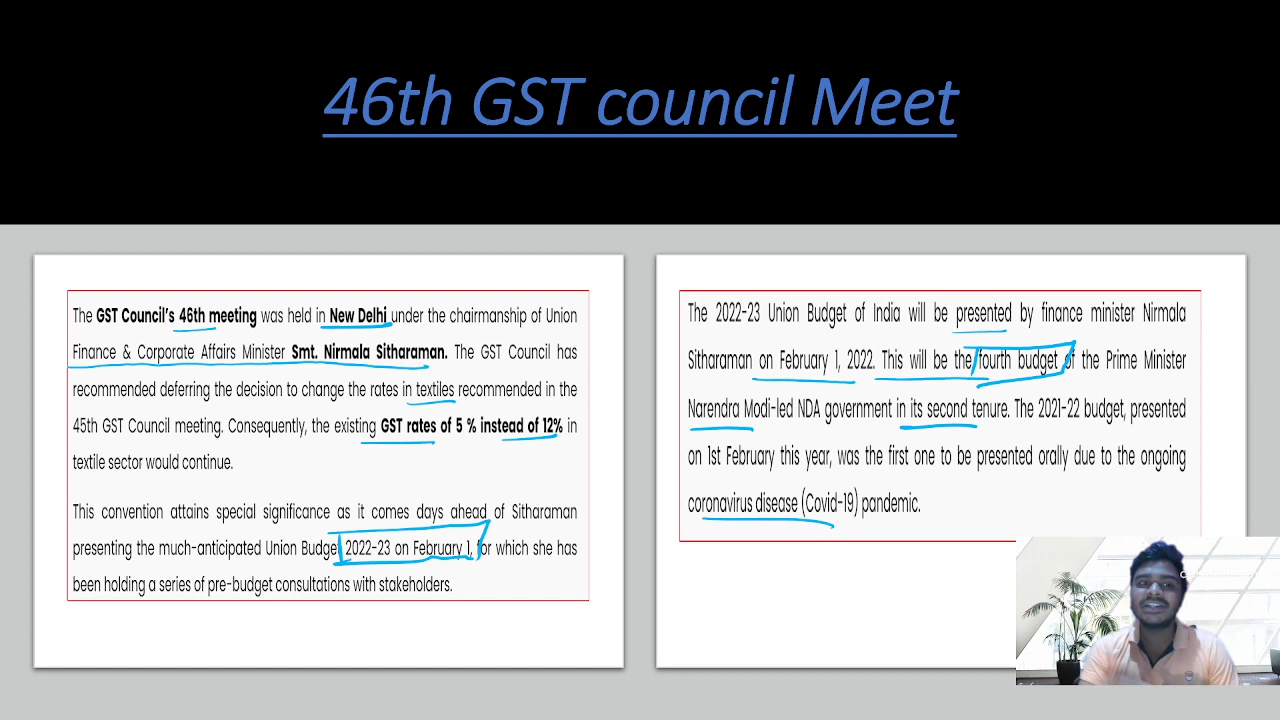 46th GST council Meet
The GST Council's 46th meeting was held in New Delhi under the chairmanship of Union
Finance & Corporate Affairs Minister Smt. Nirmala Sitharaman. The GST Council has
recommended deferring the decision to change the rates in textiles recommended in the
45th GST Council meeting. Consequently, the existing GST rates of 5 % instead of 12% in
textile sector would continue.
This convention attains special significance as it comes days ahead of Sitharaman
presenting the much-anticipated Union Budget 2022-23 on February 1, for which she has
been holding a series of pre-budget consultations with stakeholders.
The 2022-23 Union Budget of India will be presented by finance minister Nirmala
Sitharaman on February 1, 2022. This will be the fourth budget of the Prime Minister
Narendra Modi-led NDA government in its second tenure. The 2021-22 budget, presented
on 1st February this year, was the first one to be presented orally due to the ongoing
coronavirus disease (Covid-19) pandemic.